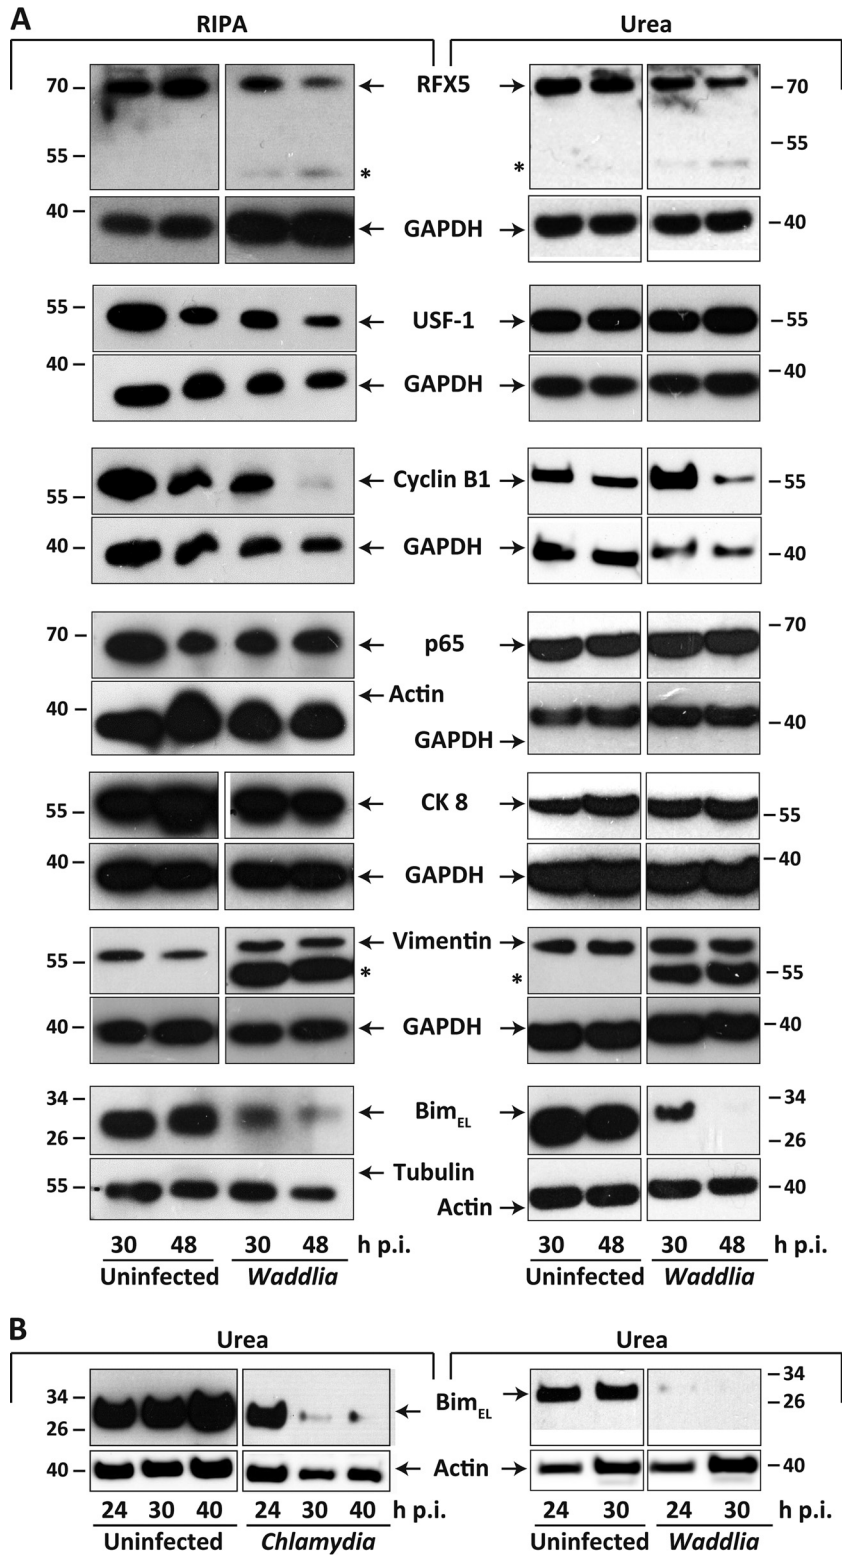 A
RIPA
Urea
70
RFX5
70
55
*
*
55
40
GAPDH
40
55
USF-1
55
40
GAPDH
40
55
Cyclin B1
55
40
GAPDH
40
70
p65
70
40
Actin
GAPDH
40
55
CK 8
55
40
GAPDH
40
55
Vimentin
*
*
55
40
GAPDH
40
34
26
BimEL
34
26
55
Tubulin
Actin
40
30 48 30 48 h p.i. 30 48 30 48 h p.i.
Uninfected Waddlia Uninfected Waddlia
B
Urea
Urea
34
26
BimEL
34
26
40
Actin
40
24 30 40 24 30 40 h p.i. 24 30 24 30 h p.i.
Uninfected Chlamydia Uninfected Waddlia